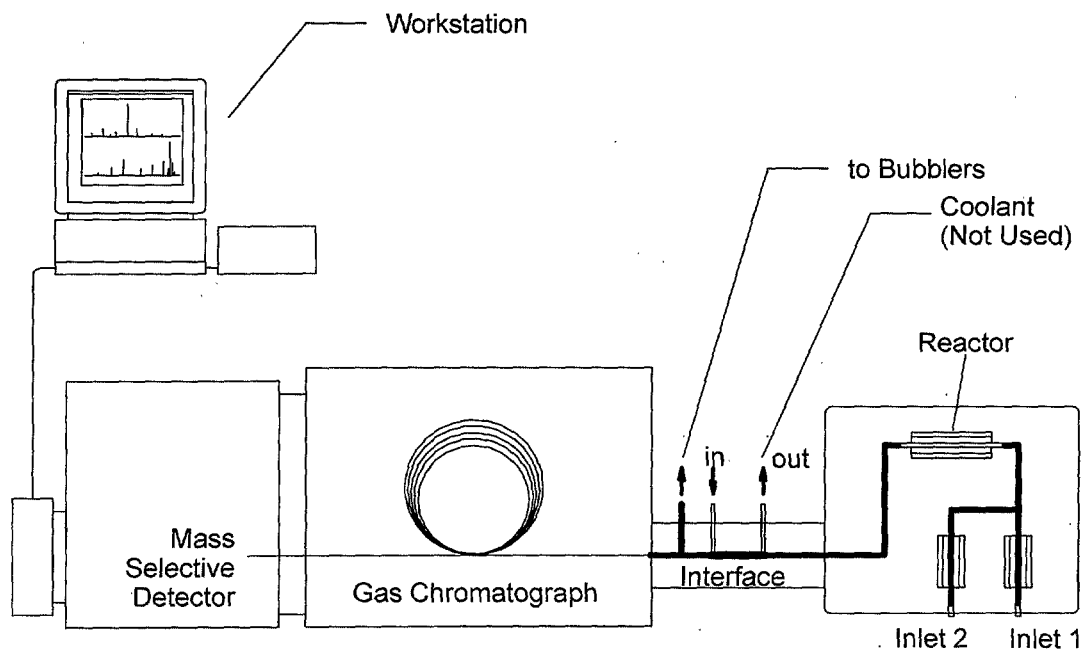 Workstation
to Bubblers
Coolant
(Not Used)
Reactor
in
out
Mass
Selective
Detector
Gas Chromatograph
Interface
Inlet 2
Inlet 1